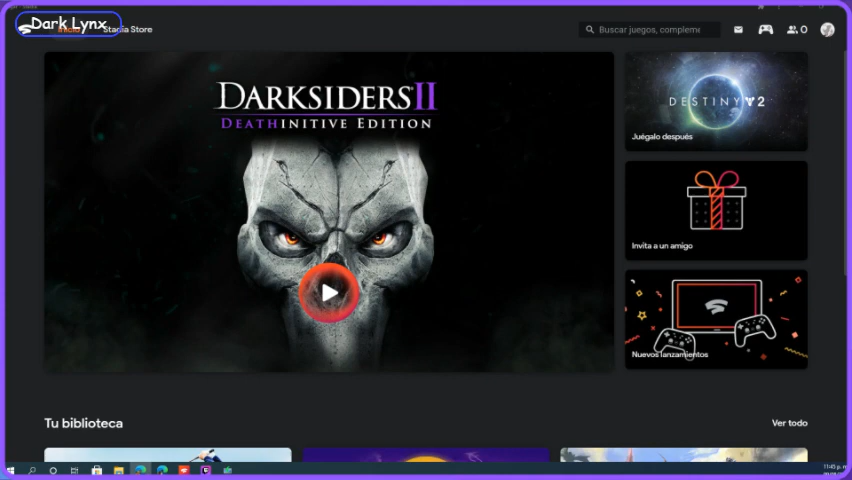 Dark Lynx
Inicio
Stadia Store
Buscar juegos, compleme
0
DARKSIDERS II
DEATHINITIVE EDITION
DESTINY 2
Juégalo después
Invita a un amigo
Nuevos lanzamientos
Tu biblioteca
Ver todo